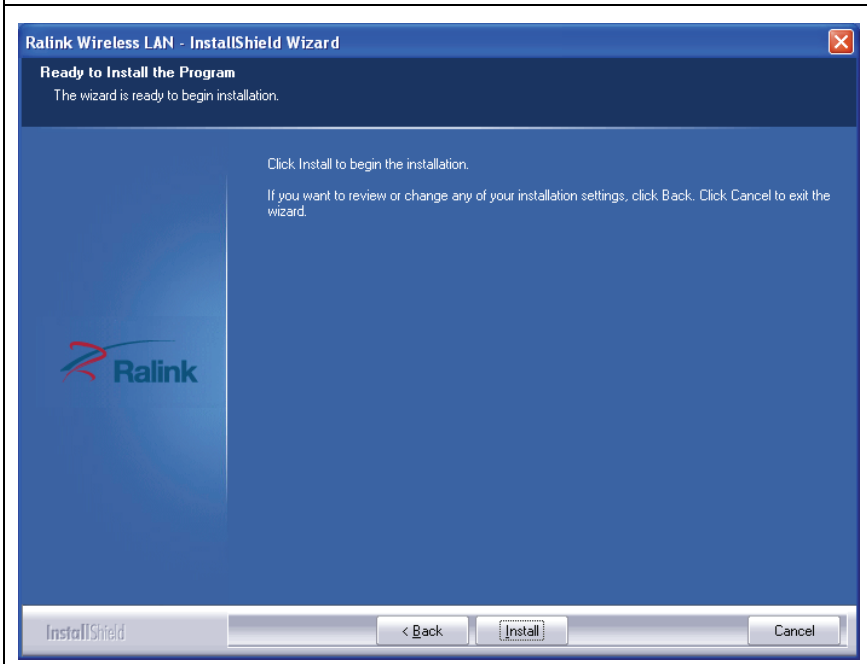 Ralink Wireless LAN - InstallShield Wizard
Ready to Install the Program
The wizard is ready to begin installation.
Click Install to begin the installation.
If you want to review or change any of your installation settings, click Back. Click Cancel to exit the
wizard.
Ralink
InstallShield
< Back
Install
Cancel